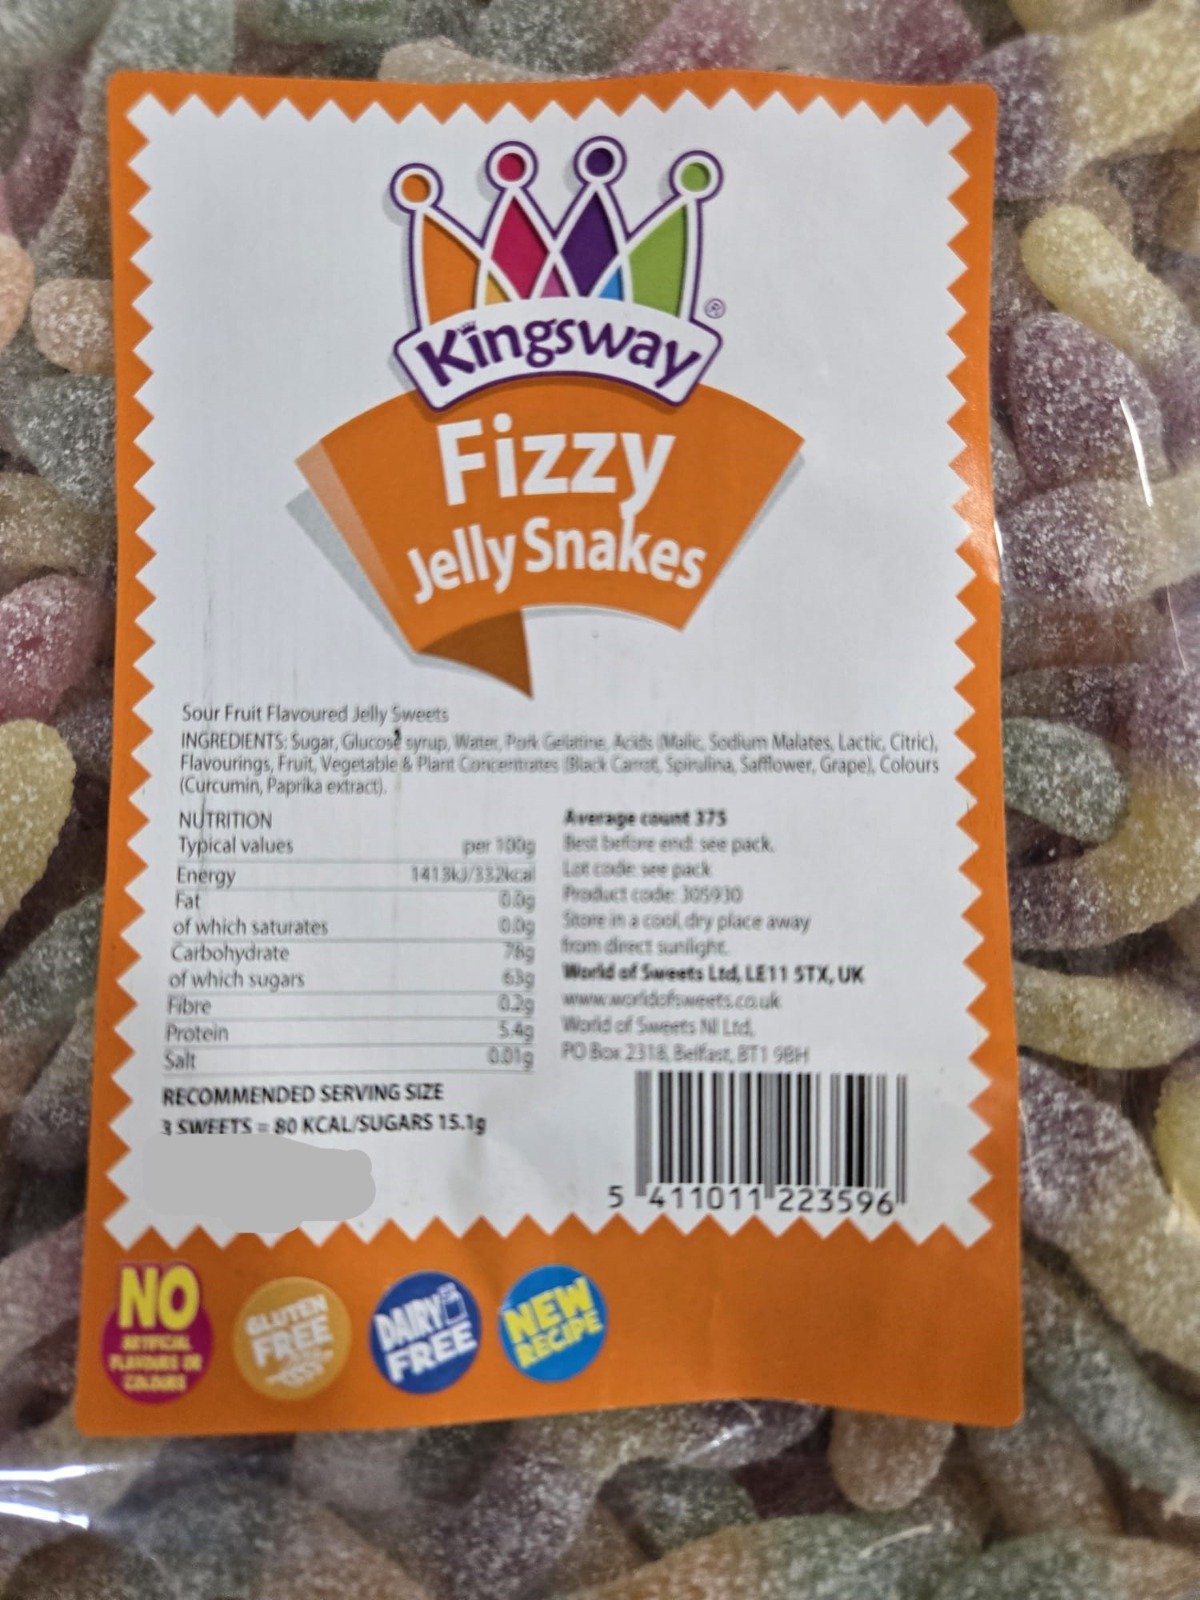 Kingsway ®
Fizzy
Jelly Snakes
Sour Fruit Flavoured Jelly Sweets
INGREDIENTS: Sugar, Glucose syrup, Water, Pork Gelatine, Acids (Malic, Sodium Malates, Lactic, Citric),
Flavourings, Fruit, Vegetable & Plant Concentrates (Black Carrot, Spirulina, Safflower, Grape), Colours
(Curcumin, Paprika extract).
NUTRITION
Typical values per 100g
Energy 1413kJ/332kcal
Fat 0.0g
of which saturates 0.0g
Carbohydrate 78g
of which sugars 63g
Fibre 0.2g
Protein 5.4g
Salt 0.01g
RECOMMENDED SERVING SIZE
3 SWEETS = 80 KCAL/SUGARS 15.1g
Average count 375
Best before end: see pack.
Lot code: see pack
Product code: 305930
Store in a cool, dry place away
from direct sunlight.
World of Sweets Ltd, LE11 5TX, UK
www.worldofsweets.co.uk
World of Sweets NI Ltd,
PO Box 2318, Belfast, BT1 9BH
5 411011 223596
NO
ARTIFICIAL
FLAVOURS OR
COLOURS
GLUTEN
FREE
DAIRY
FREE
NEW
RECIPE